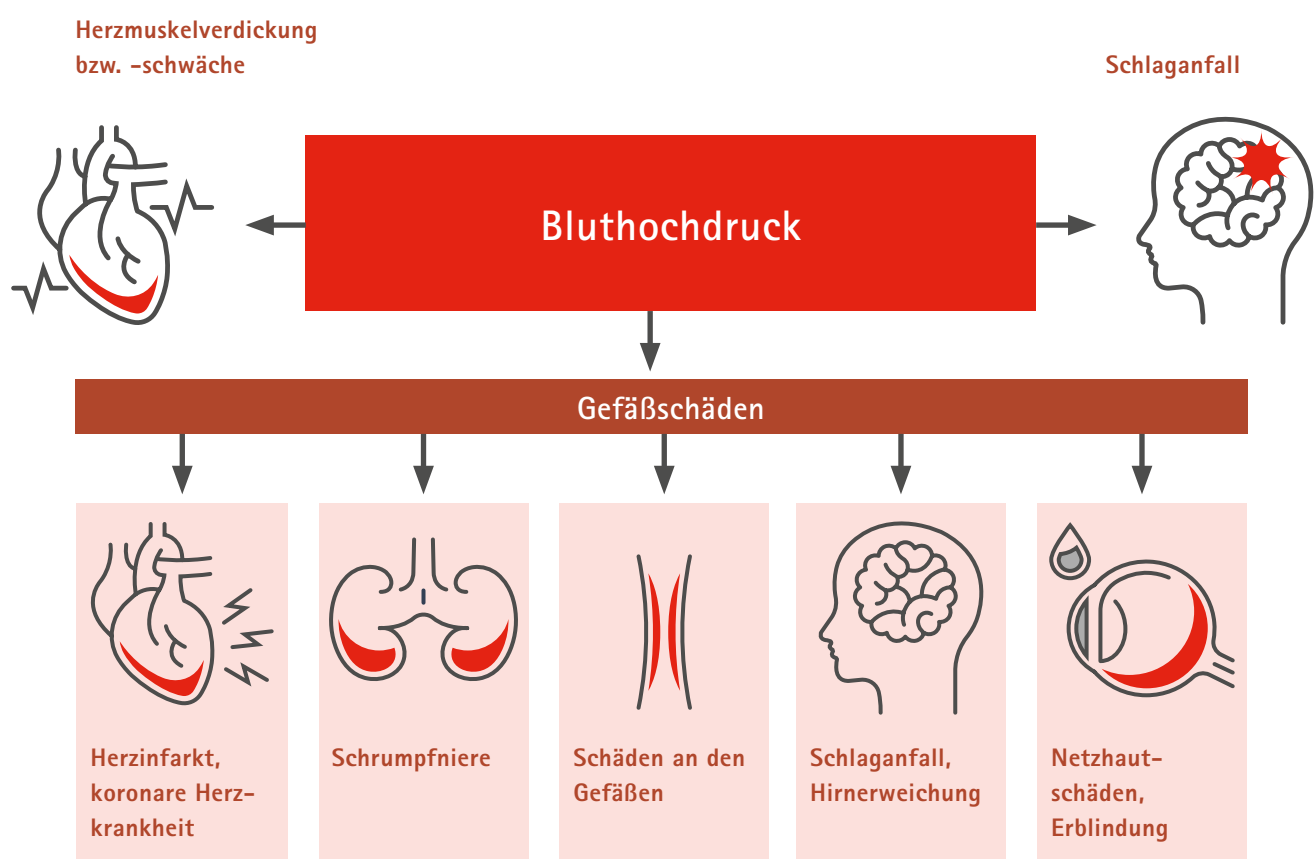 Herzmuskelverdickung
bzw. -schwäche
Schlaganfall
Bluthochdruck
Gefäßschäden
Herzinfarkt,
koronare Herz-
krankheit
Schrumpfniere
Schäden an den
Gefäßen
Schlaganfall,
Hirnerweichung
Netzhaut-
schäden,
Erblindung